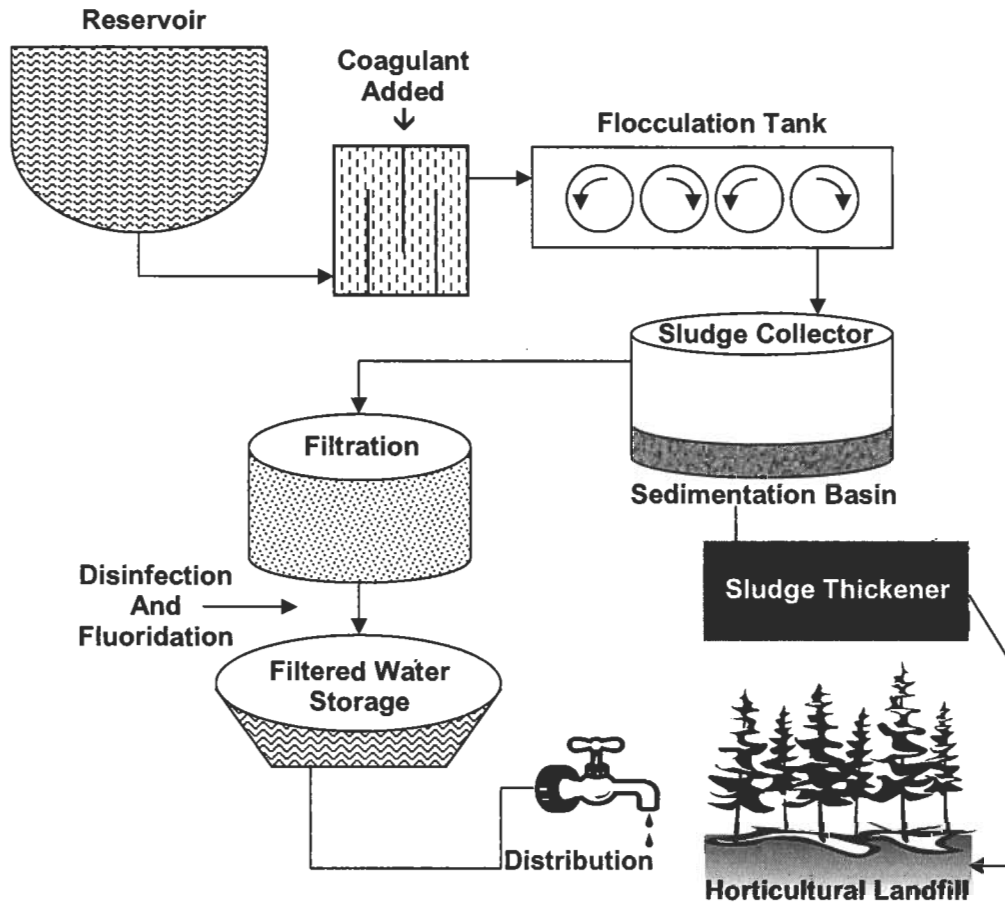 Reservoir
Coagulant
Added
Flocculation Tank
Sludge Collector
Sedimentation Basin
Filtration
Sludge Thickener
Disinfection
And
Fluoridation
Filtered Water
Storage
Distribution
Horticultural Landfill